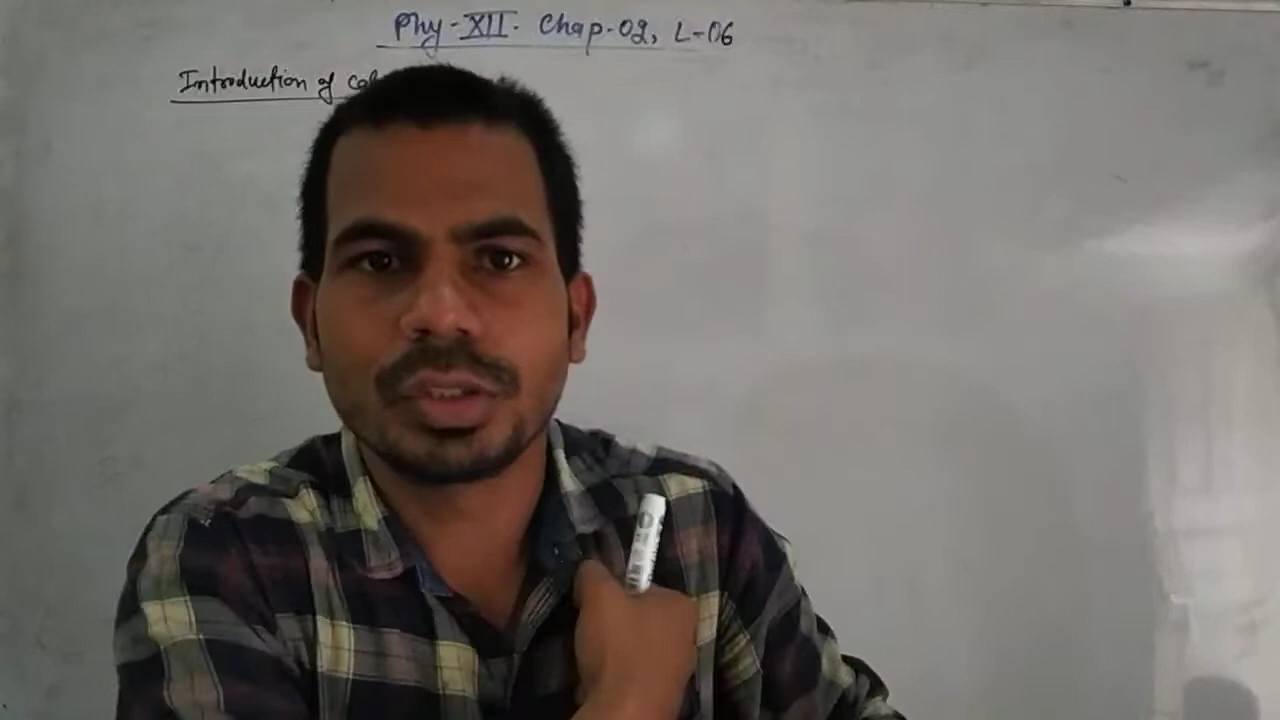 Phy-XII. Chap-02, L-06
Introduction of